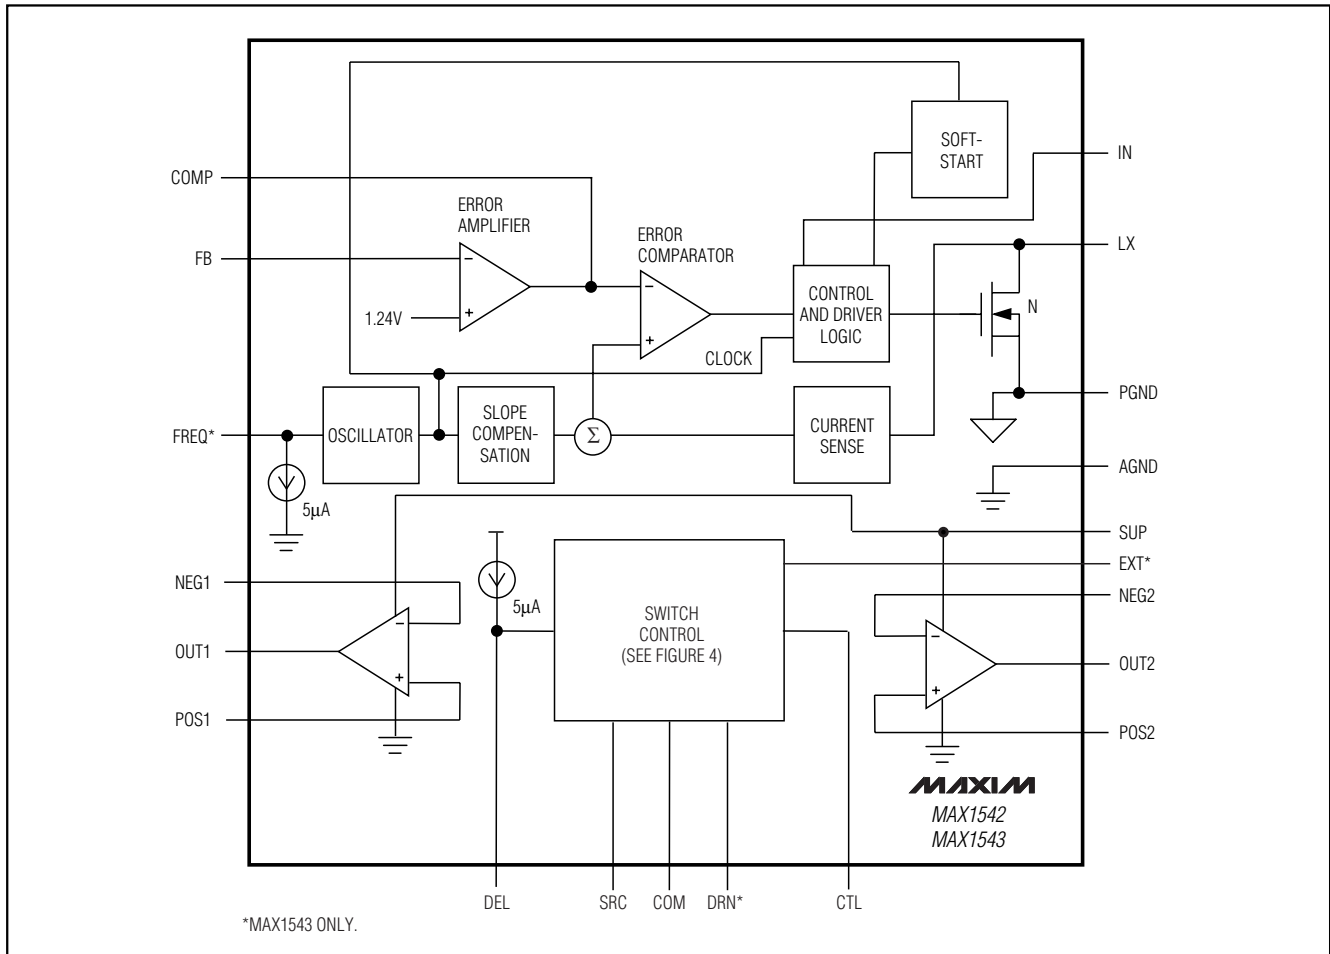 SOFT-
START
IN
COMP
ERROR
AMPLIFIER
ERROR
COMPARATOR
LX
FB
−
−
CONTROL
AND DRIVER
LOGIC
N
1.24V
+
+
CLOCK
PGND
FREQ*
OSCILLATOR
SLOPE
COMPEN-
SATION
Σ
CURRENT
SENSE
AGND
5µA
SUP
EXT*
NEG1
NEG2
5µA
SWITCH
CONTROL
(SEE FIGURE 4)
−
−
OUT1
OUT2
+
+
POS1
POS2
MAXIM
MAX1542
MAX1543
DEL
SRC
COM
DRN*
CTL
*MAX1543 ONLY.